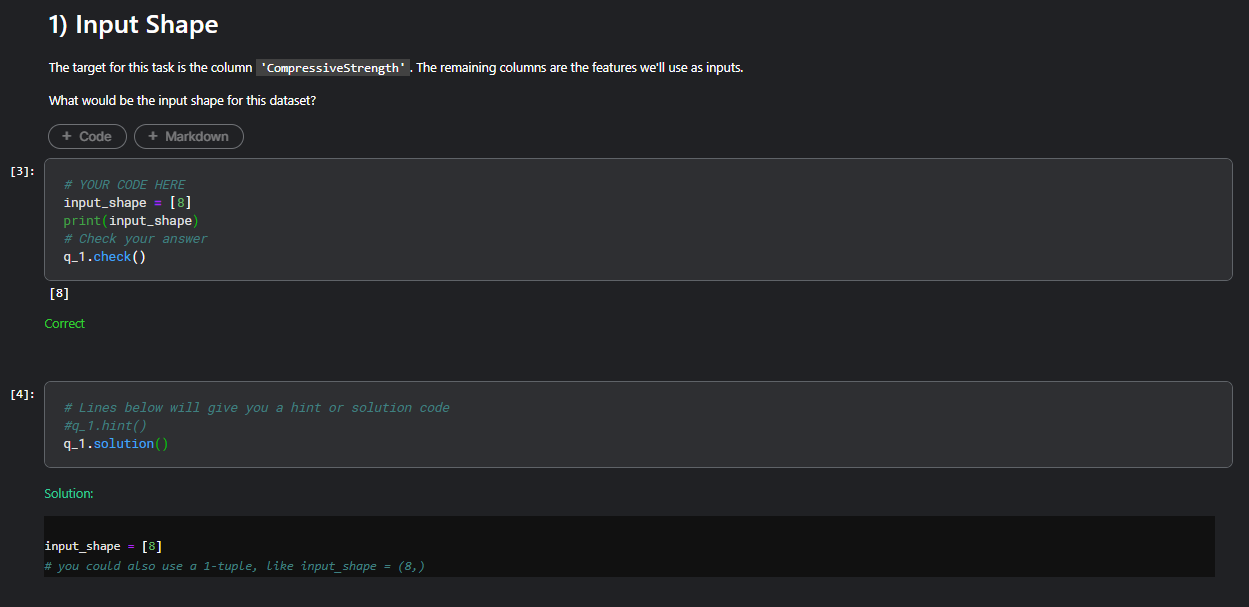 1) Input Shape
The target for this task is the column 'CompressiveStrength'. The remaining columns are the features we'll use as inputs.
What would be the input shape for this dataset?
+ Code + Markdown
[3]:
# YOUR CODE HERE
input_shape = [8]
print(input_shape)
# Check your answer
q_1.check()
[8]
Correct
[4]:
# Lines below will give you a hint or solution code
#q_1.hint()
q_1.solution()
Solution:
input_shape = [8]
# you could also use a 1-tuple, like input_shape = (8,)